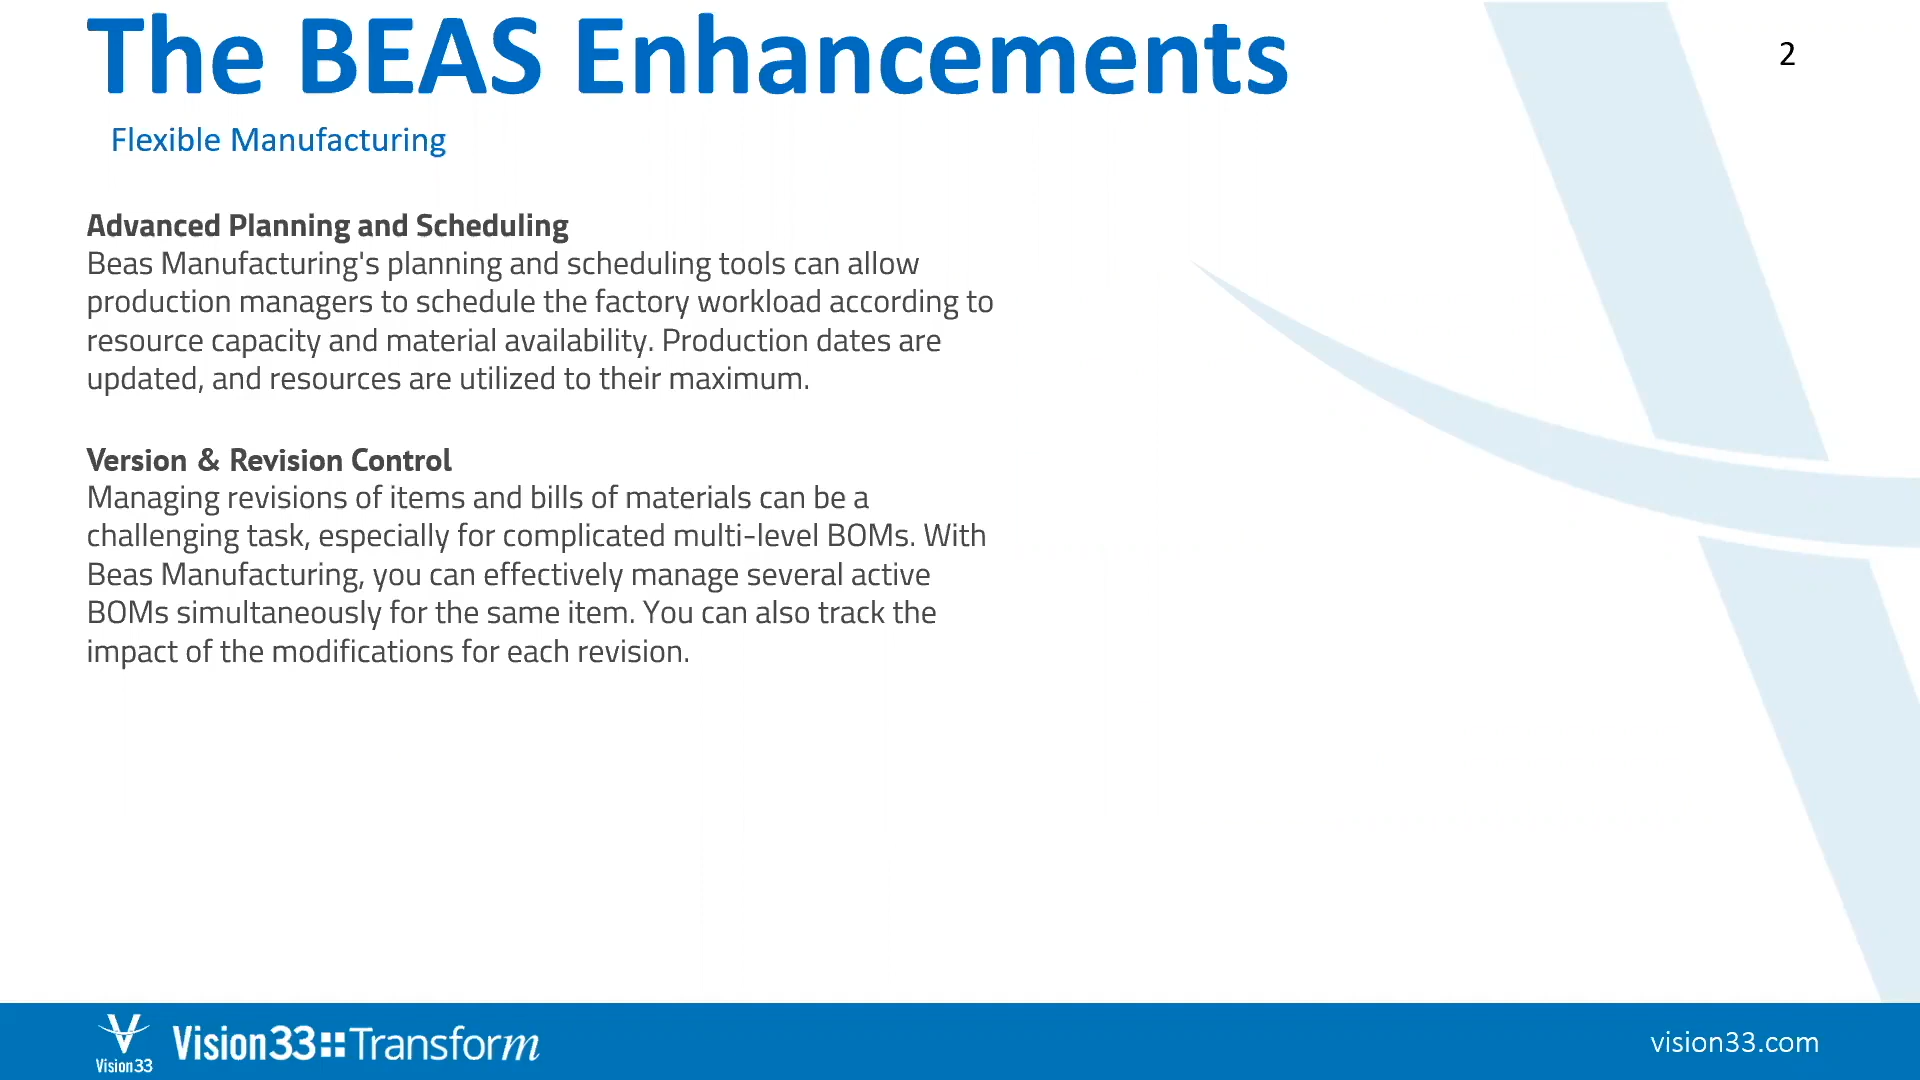 The BEAS Enhancements
2
Flexible Manufacturing
Advanced Planning and Scheduling
Beas Manufacturing's planning and scheduling tools can allow
production managers to schedule the factory workload according to
resource capacity and material availability. Production dates are
updated, and resources are utilized to their maximum.
Version & Revision Control
Managing revisions of items and bills of materials can be a
challenging task, especially for complicated multi-level BOMs. With
Beas Manufacturing, you can effectively manage several active
BOMs simultaneously for the same item. You can also track the
impact of the modifications for each revision.
Vision33
Vision33::Transform
vision33.com